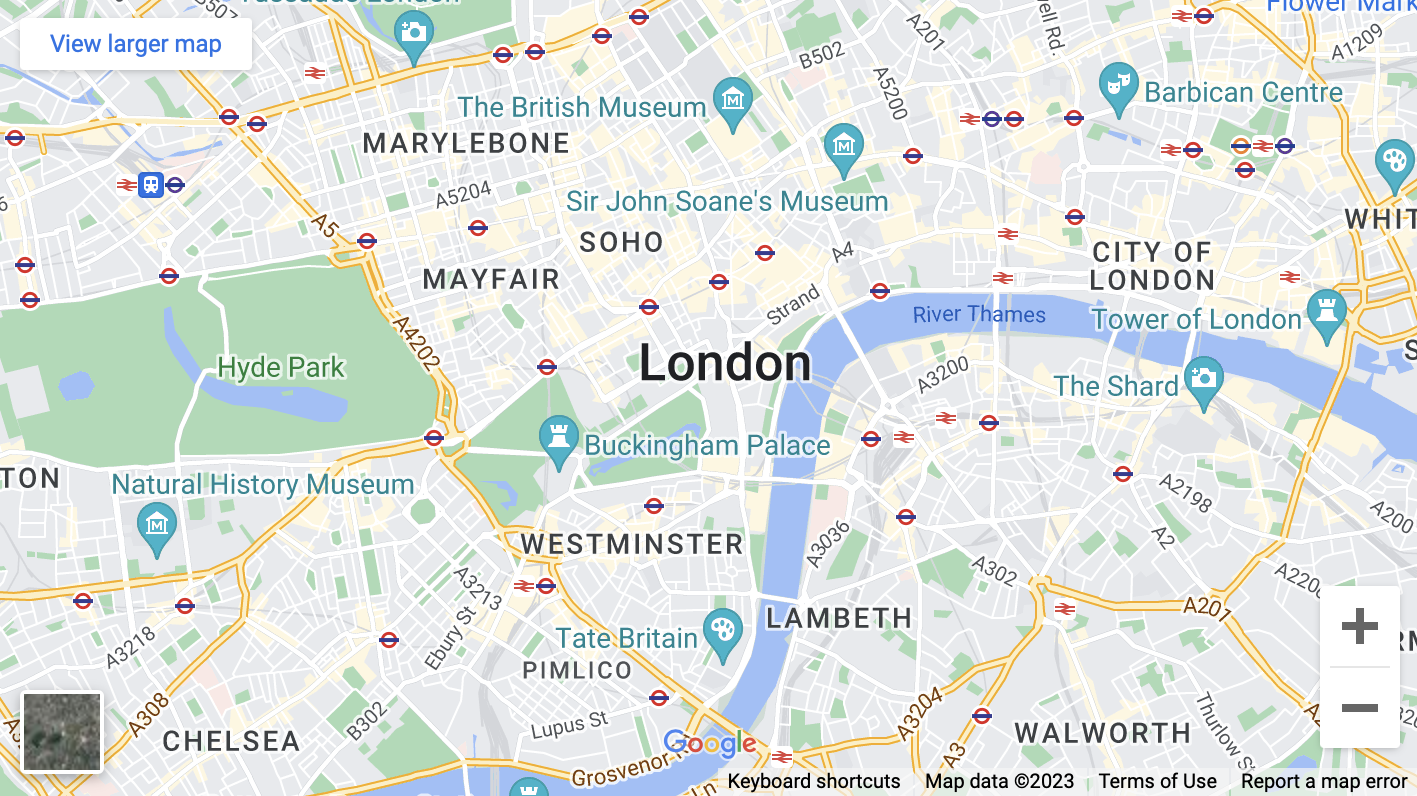 B507
View larger map
B502
A201
A1209
A5200
The British Museum
Barbican Centre
MARYLEBONE
A5204
Sir John Soane's Museum
A5
SOHO
A4
WHIT
MAYFAIR
CITY OF
LONDON
Strand
River Thames
Tower of London
A4202
London
Hyde Park
A3200
The Shard
Buckingham Palace
TON
Natural History Museum
A2198
A200
A2
WESTMINSTER
A3036
A302
A3213
A220
A201
LAMBETH
Ebury St
Tate Britain
A3218
PIMLICO
A308
B302
Lupus St
A3204
Thurlow St
CHELSEA
WALWORTH
A3
Google
Grosvenor
Ln
Keyboard shortcuts
Map data ©2023
Terms of Use
Report a map error